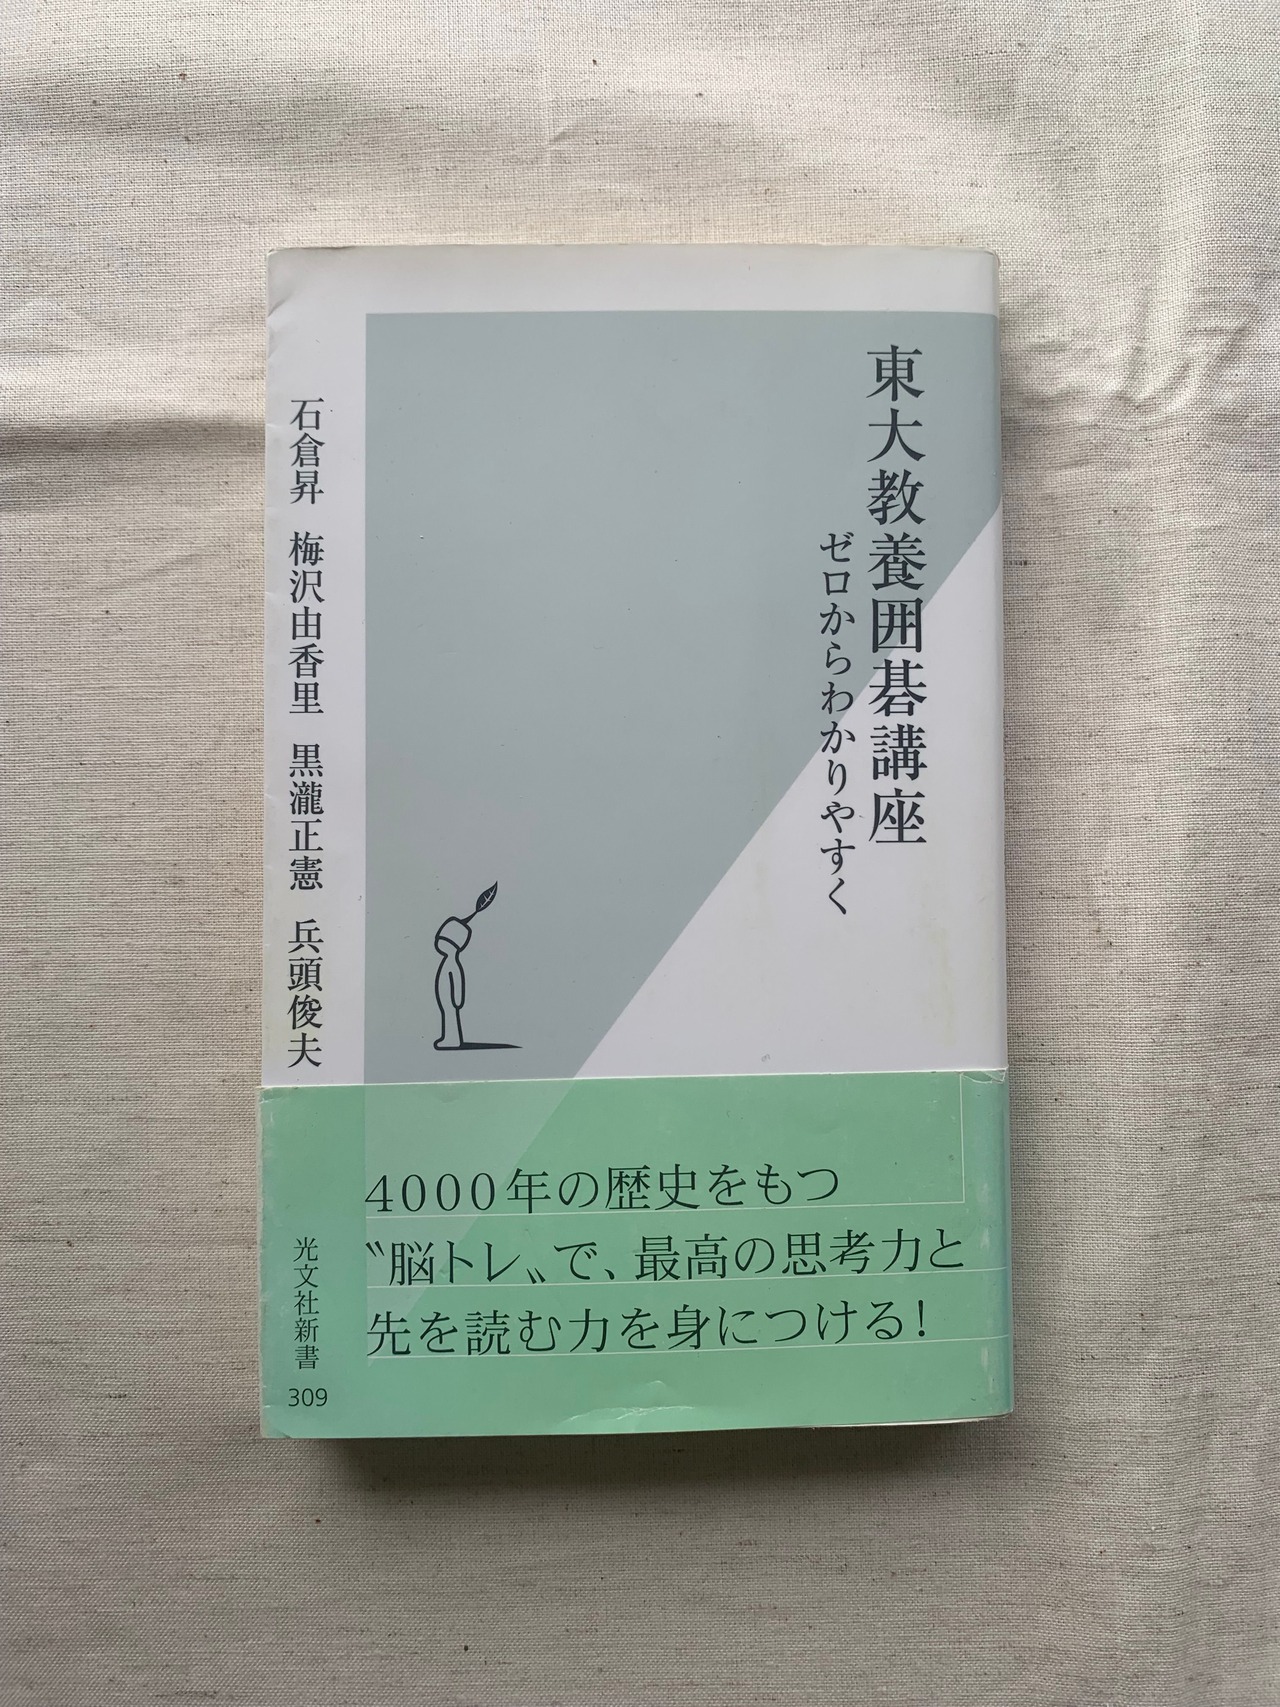 東大教養囲碁講座
ゼロからわかりやすく
石倉昇 梅沢由香里 黒瀧正憲 兵頭俊夫
4000年の歴史をもつ
〝脳トレ〟で、最高の思考力と
先を読む力を身につける!
光文社新書
309